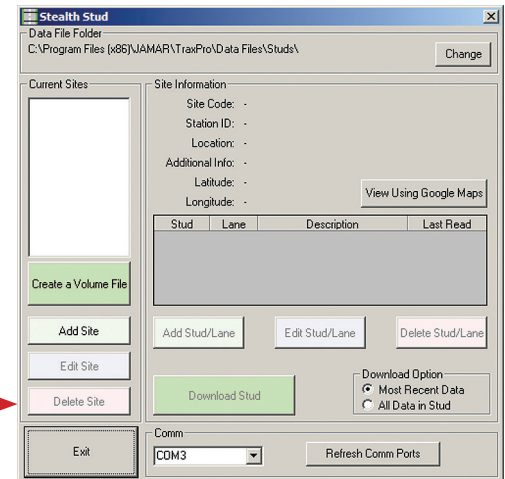 Stealth Stud
Data File Folder
C:\Program Files (x86)\JAMAR\TraxPro\Data Files\Studs\
Change
Current Sites
Create a Volume File
Add Site
Edit Site
Delete Site
Exit
Site Information
Site Code: -
Station ID: -
Location: -
Additional Info: -
Latitude: -
Longitude: -
View Using Google Maps
Stud Lane Description Last Read
Add Stud/Lane Edit Stud/Lane Delete Stud/Lane
Download Stud
Download Option
Most Recent Data
All Data in Stud
Comm
COM3
Refresh Comm Ports